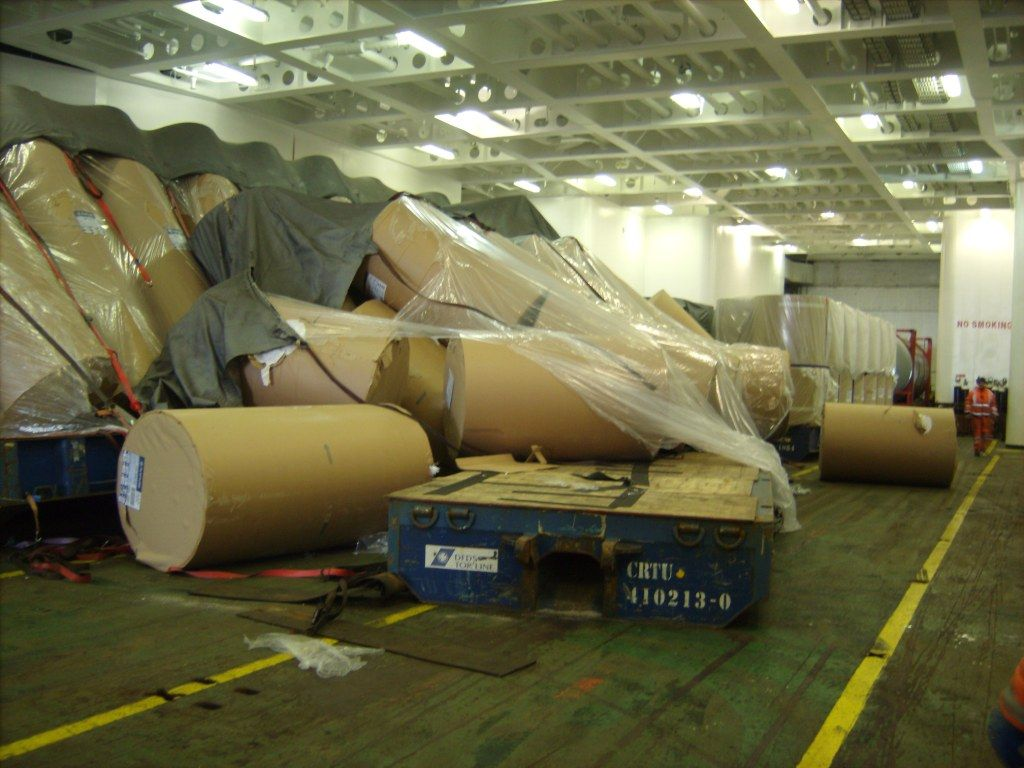 NO SMOKING
DFDS
TOR LINE
CRTU
410213-0